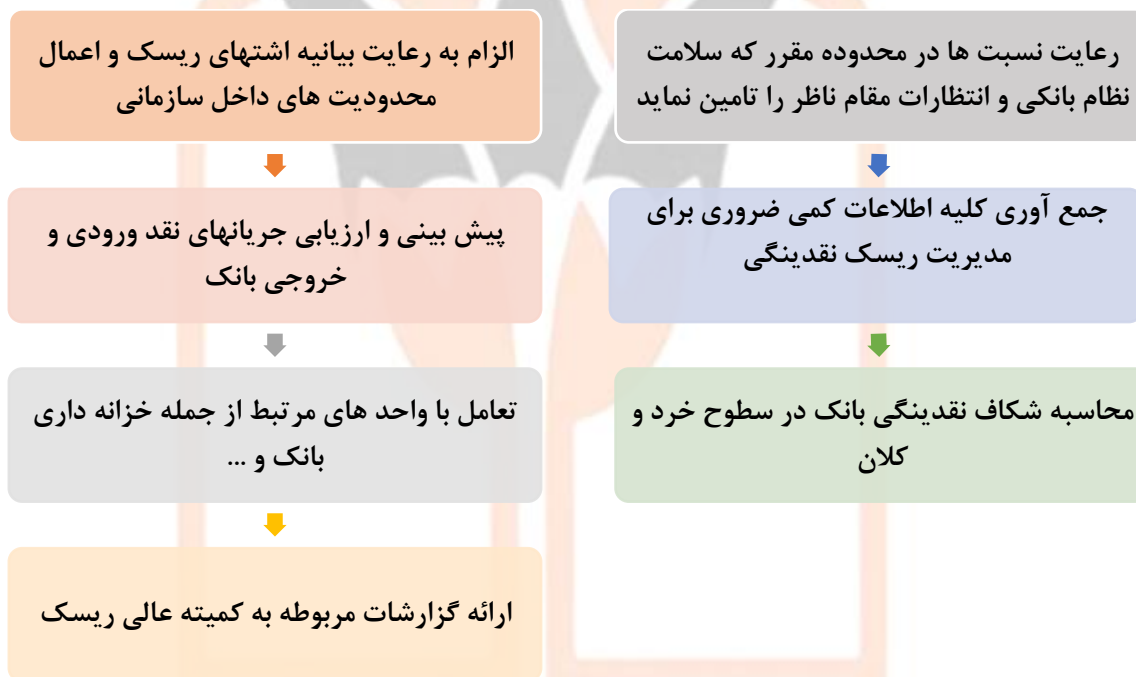 رعایت نسبت ها در محدوده مقرر که سلامت
نظام بانکی و انتظارات مقام ناظر را تامین نماید
جمع آوری کلیه اطلاعات کمی ضروری برای
مدیریت ریسک نقدینگی
محاسبه شکاف نقدینگی بانک در سطوح خرد و
کلان
الزام به رعایت بیانیه اشتهای ریسک و اعمال
محدودیت های داخل سازمانی
پیش بینی و ارزیابی جریانهای نقد ورودی و
خروجی بانک
تعامل با واحد های مرتبط از جمله خزانه داری
بانک و ...
ارائه گزارشات مربوطه به کمیته عالی ریسک